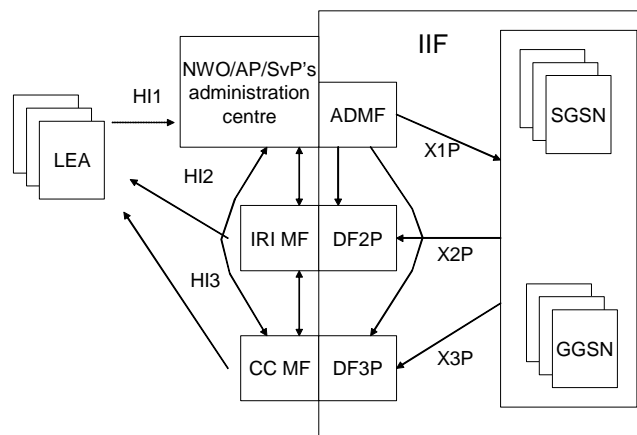 IIF
NWO/AP/SvP's
administration
centre
HI1
ADMF
SGSN
X1P
LEA
HI2
IRI MF
DF2P
X2P
HI3
GGSN
X3P
CC MF
DF3P